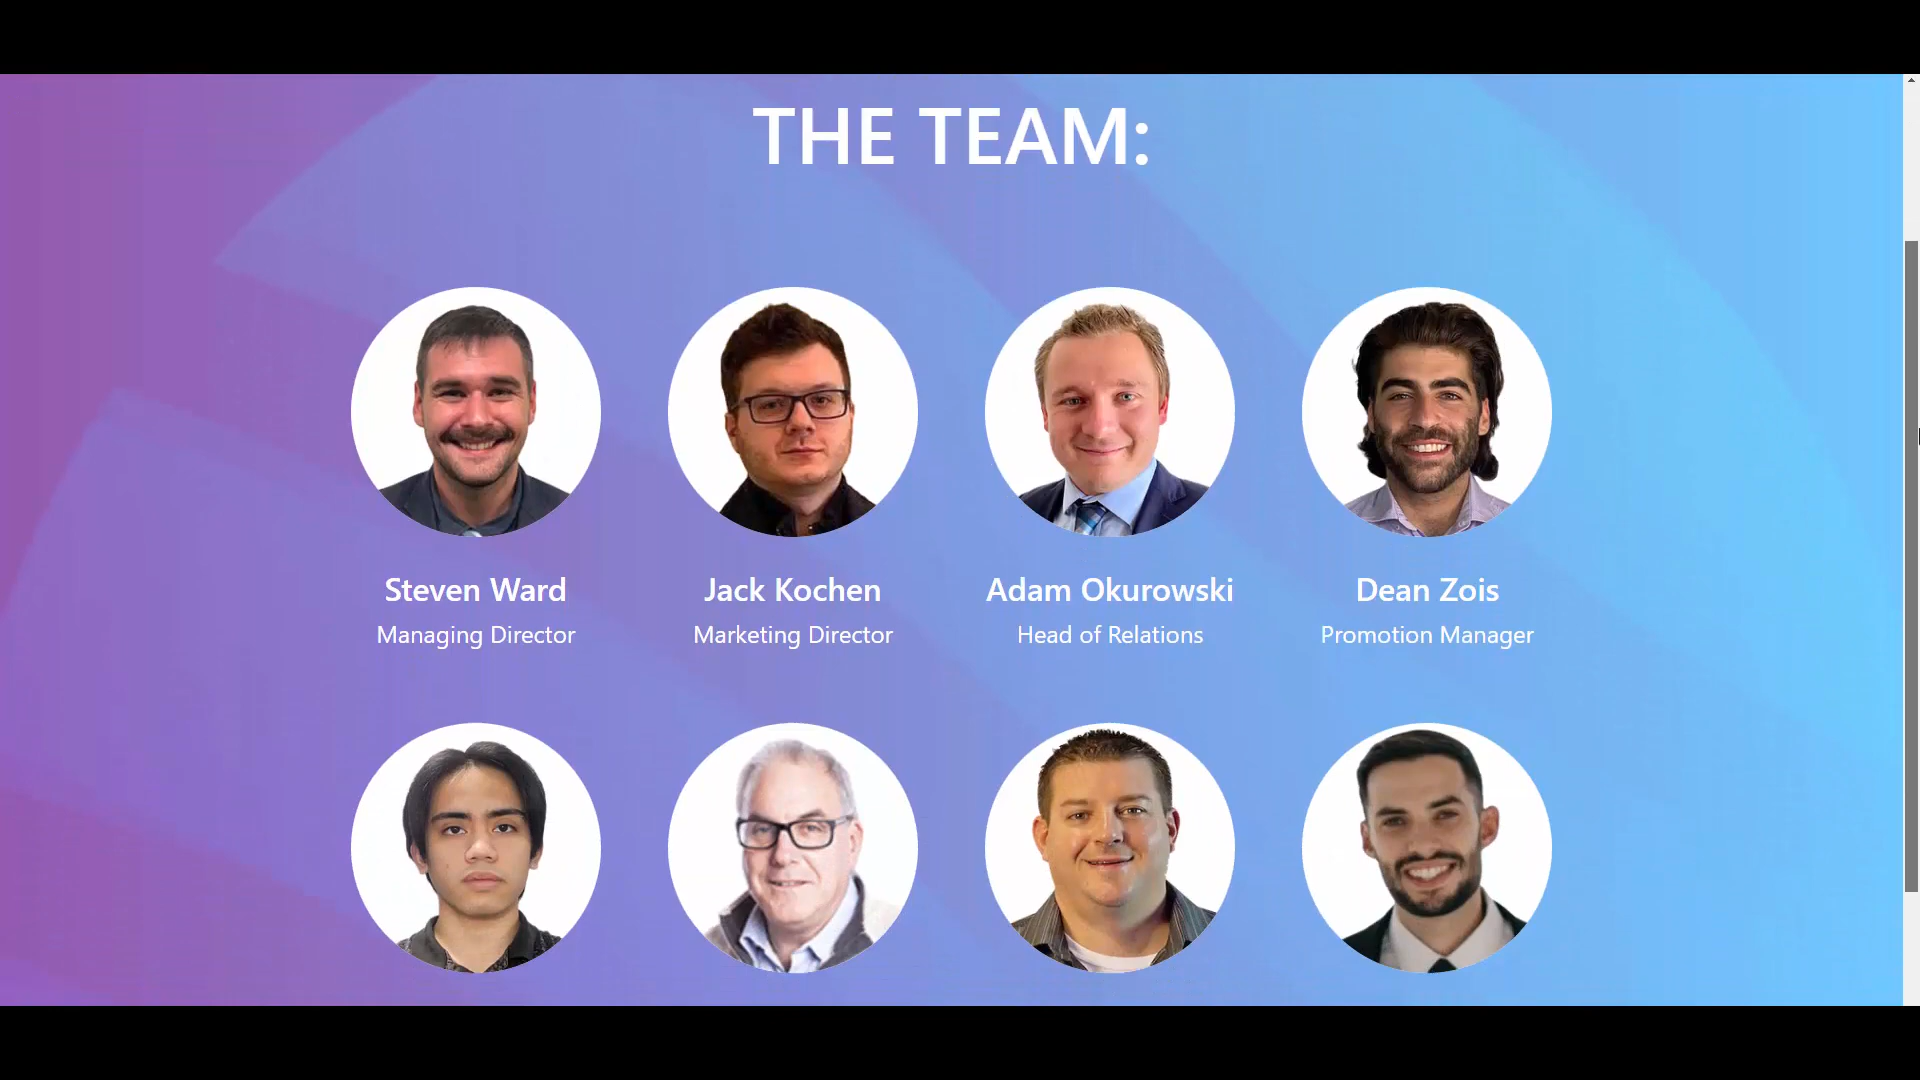 THE TEAM:
Steven Ward
Managing Director
Jack Kochen
Marketing Director
Adam Okurowski
Head of Relations
Dean Zois
Promotion Manager